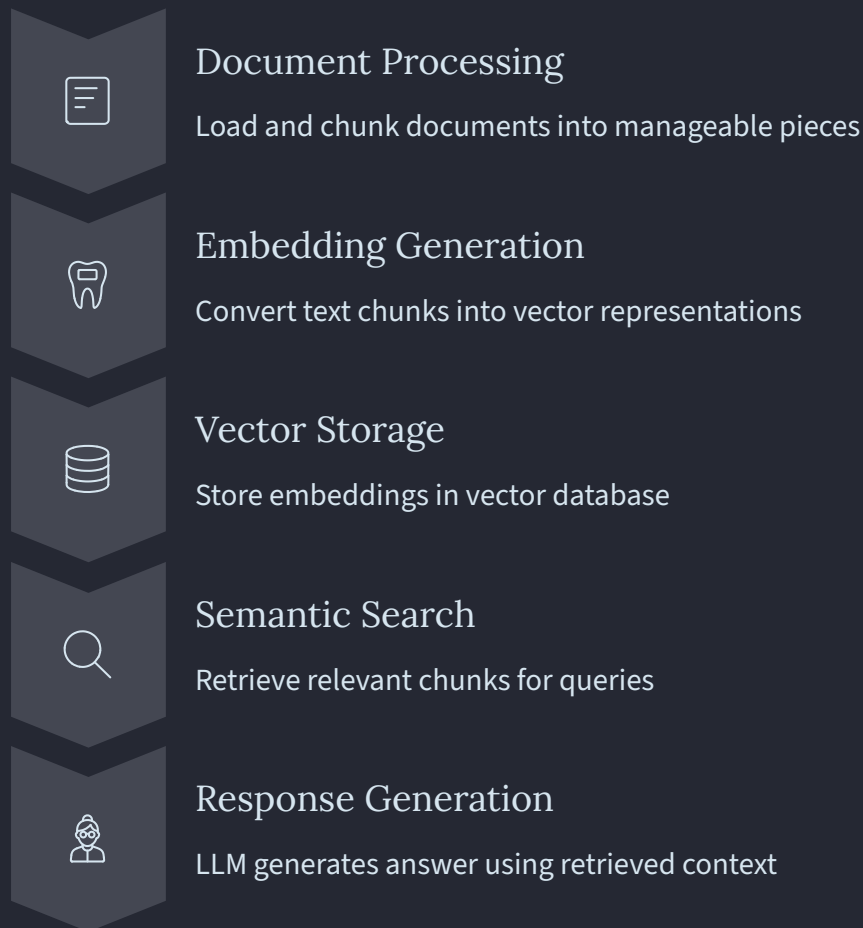 Document Processing
Load and chunk documents into manageable pieces
Embedding Generation
Convert text chunks into vector representations
Vector Storage
Store embeddings in vector database
Semantic Search
Retrieve relevant chunks for queries
Response Generation
LLM generates answer using retrieved context